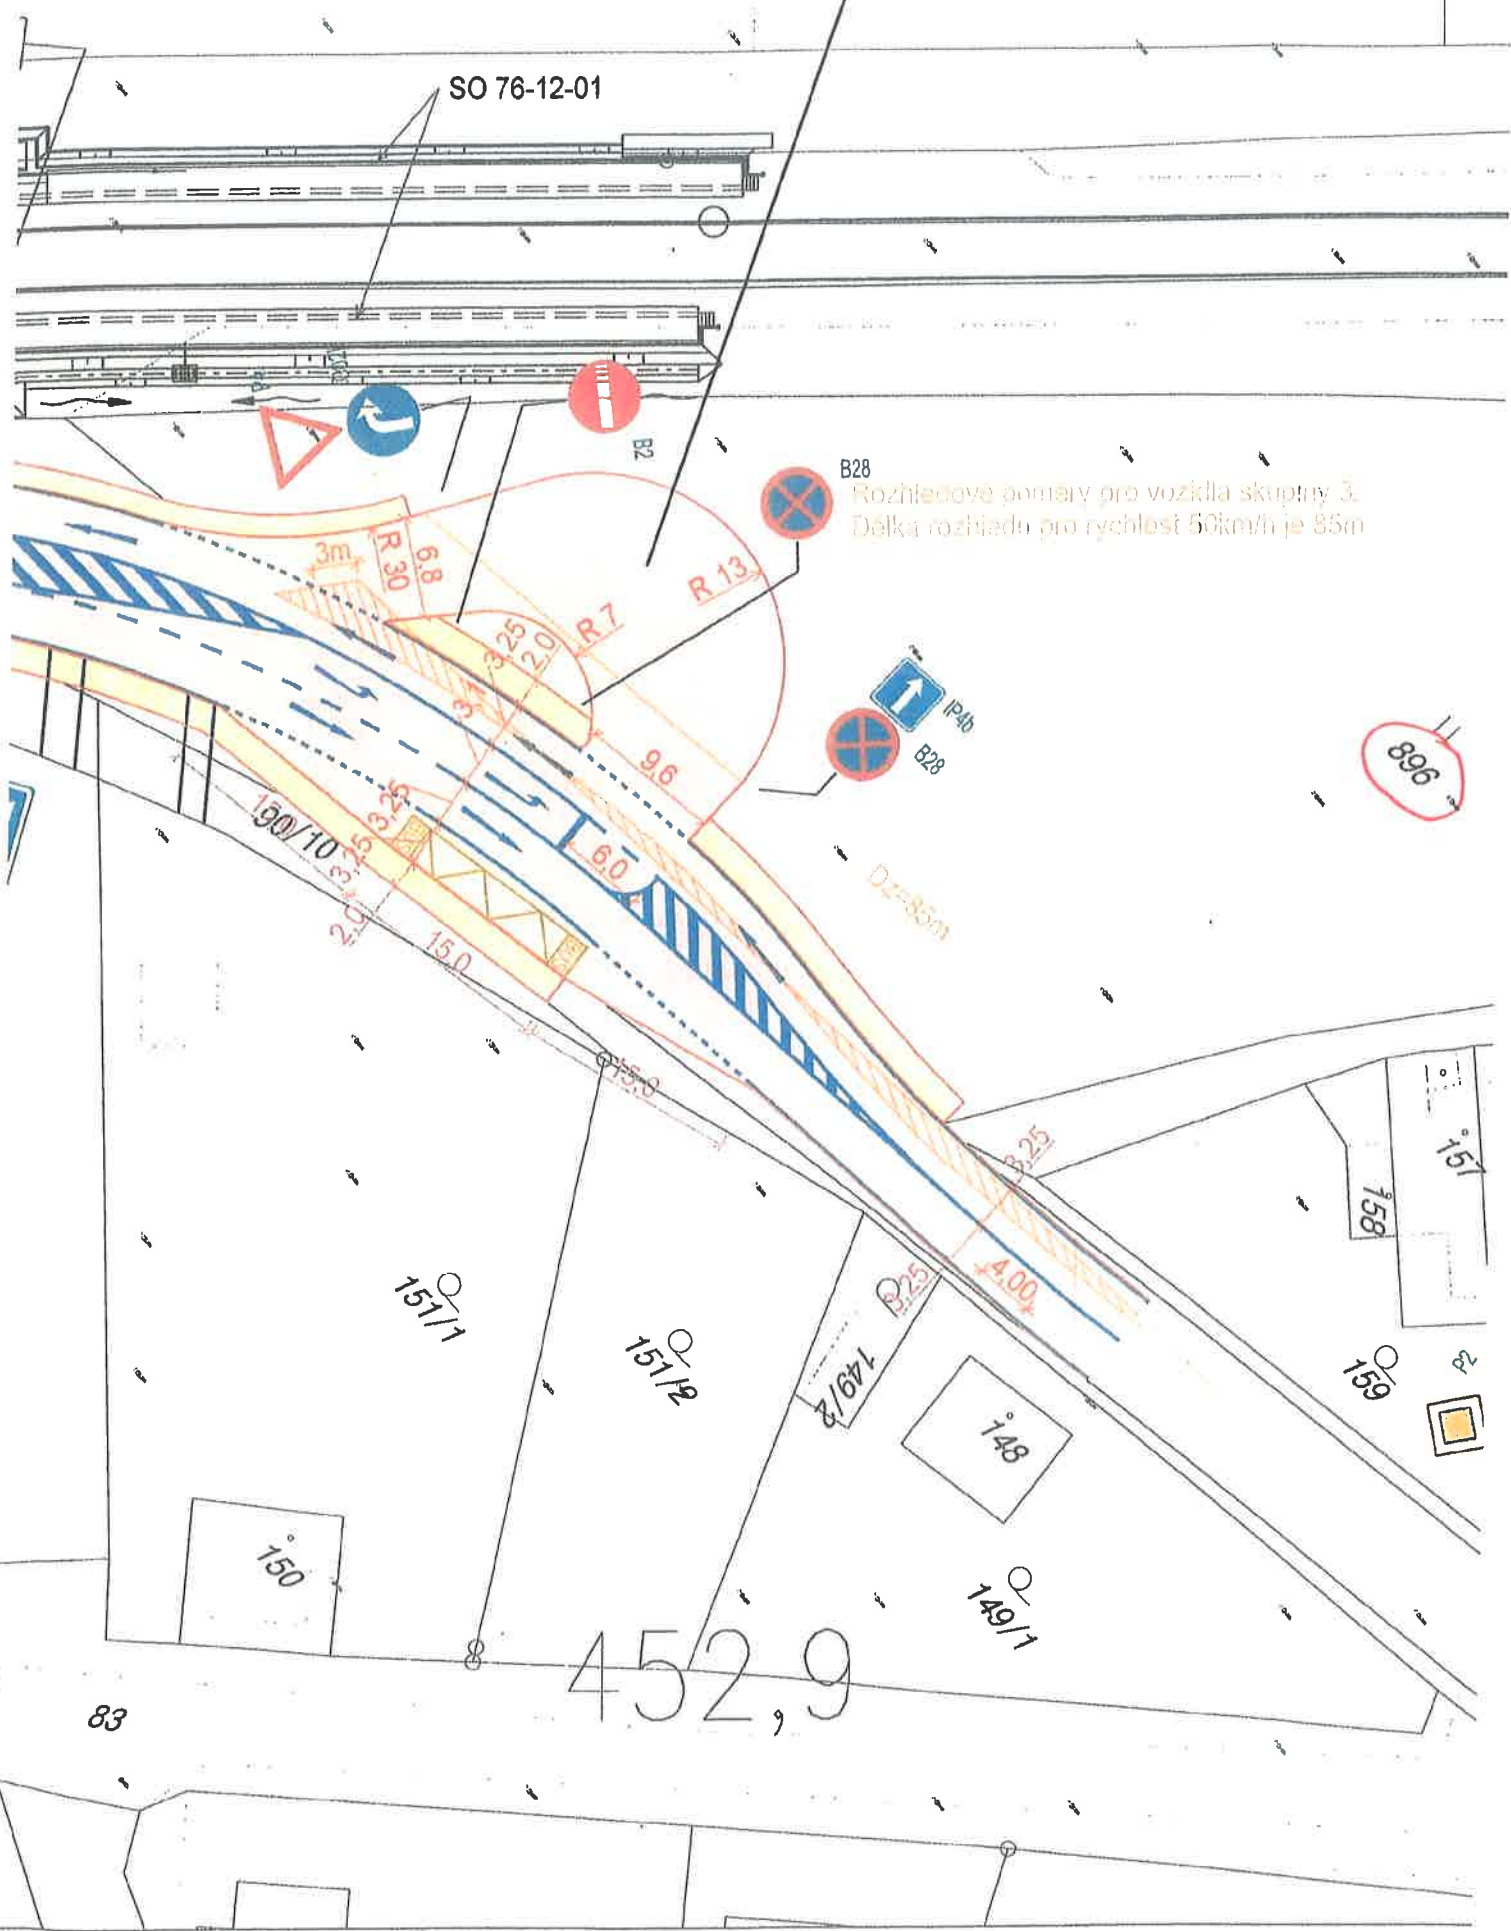 SO 76-12-01
P4
B2
B28
Rozhledové poměry pro vozidla skupiny 3.
Délka rozhledu pro rychlost 50km/h je 85m
3m
R 30
6,8
R 13
R 7
3,25
2,0
3,1
IP4b
B28
9,6
896
90/10
3,25
3,25
2,0
6,0
Dz=85m
15,0
15,0
157
158
3,25
3,25
4,00
151/1
151/2
149/2
159
P2
148
150
149/1
452,9
83